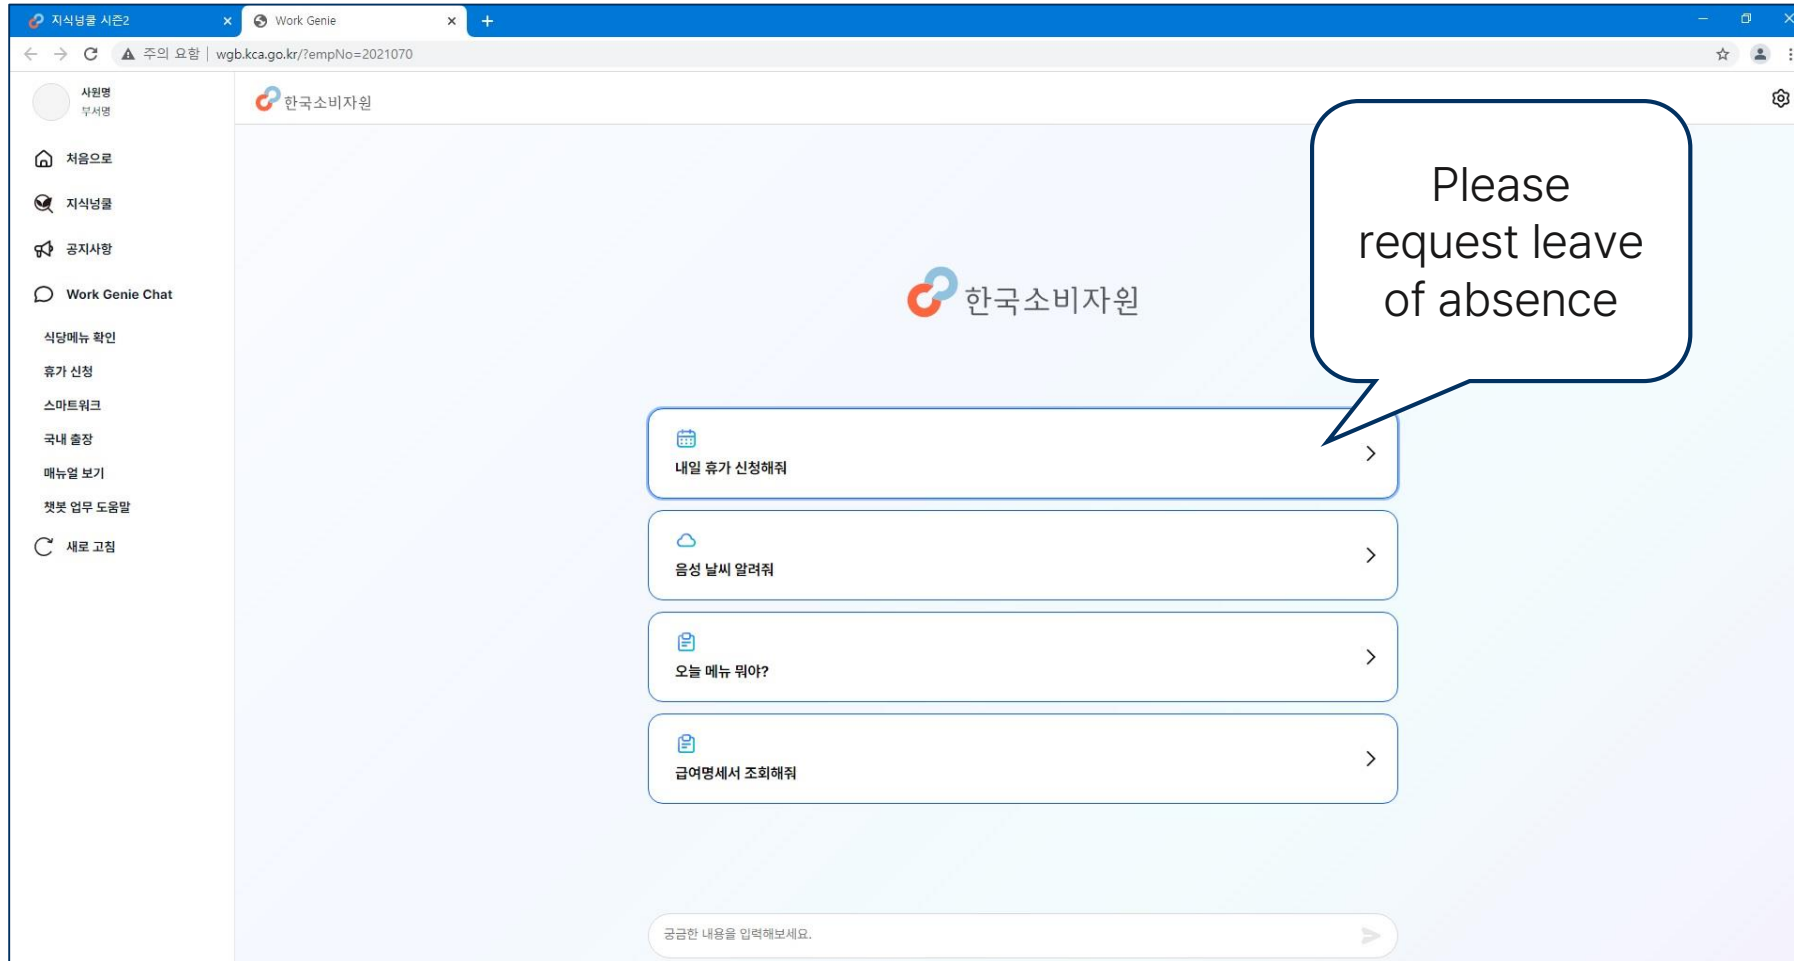 지식넝쿨 시즌2
Work Genie
주의 요함 | wgb.kca.go.kr/?empNo=2021070
사원명
부서명
한국소비자원
처음으로
지식넝쿨
공지사항
Work Genie Chat
식당메뉴 확인
휴가 신청
스마트워크
국내 출장
매뉴얼 보기
챗봇 업무 도움말
새로 고침
한국소비자원
Please
request leave
of absence
내일 휴가 신청해줘
음성 날씨 알려줘
오늘 메뉴 뭐야?
급여명세서 조회해줘
궁금한 내용을 입력해보세요.